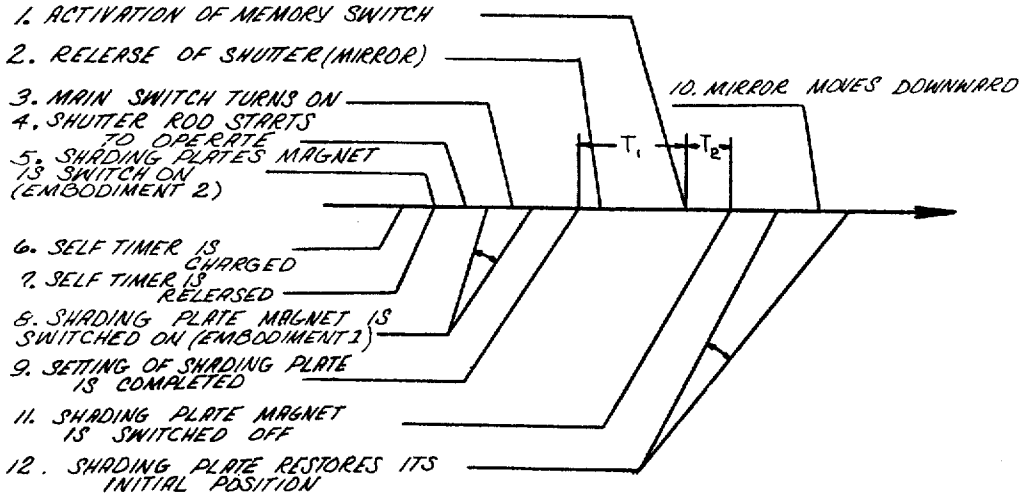 1. ACTIVATION OF MEMORY SWITCH
2. RELEASE OF SHUTTER (MIRROR)
3. MAIN SWITCH TURNS ON
4. SHUTTER ROD STARTS
TO OPERATE
5. SHADING PLATES MAGNET
IS SWITCH ON
(EMBODIMENT 2)
10. MIRROR MOVES DOWNWARD
T1
T2
6. SELF TIMER IS
CHARGED
7. SELF TIMER IS
RELEASED
8. SHADING PLATE MAGNET IS
SWITCHED ON (EMBODIMENT 1)
9. SETTING OF SHADING PLATE
IS COMPLETED
11. SHADING PLATE MAGNET
IS SWITCHED OFF
12. SHADING PLATE RESTORES ITS
INITIAL POSITION